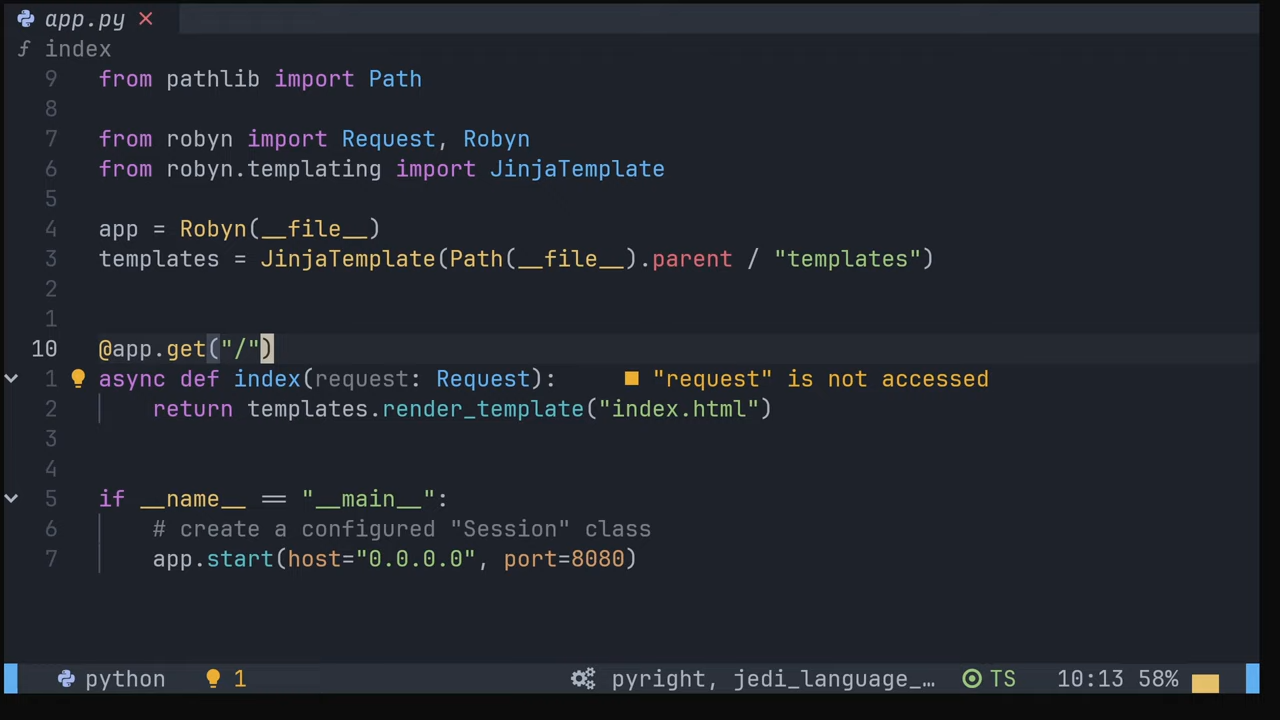 app.py ×
f index
9 from pathlib import Path
8
7 from robyn import Request, Robyn
6 from robyn.templating import JinjaTemplate
5
4 app = Robyn(__file__)
3 templates = JinjaTemplate(Path(__file__).parent / "templates")
2
1
10 @app.get("/")
1 async def index(request: Request): ■ "request" is not accessed
2 return templates.render_template("index.html")
3
4
5 if __name__ == "__main__":
6 # create a configured "Session" class
7 app.start(host="0.0.0.0", port=8080)
python 1 pyright, jedi_language_… TS 10:13 58%